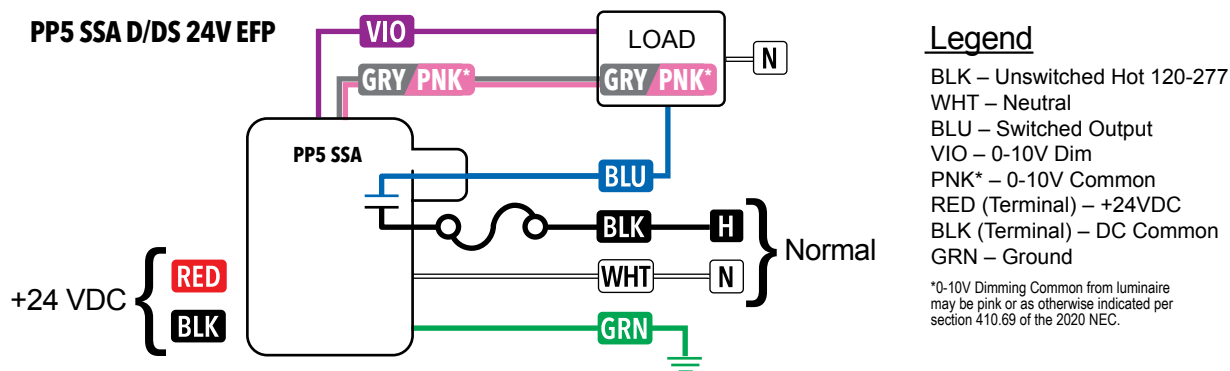 PP5 SSA D/DS 24V EFP
VIO
LOAD
N
GRY/PNK*
GRY/PNK*
PP5 SSA
BLU
BLK
H
Normal
WHT
N
+24 VDC
RED
BLK
GRN
Legend
BLK – Unswitched Hot 120-277
WHT – Neutral
BLU – Switched Output
VIO – 0-10V Dim
PNK* – 0-10V Common
RED (Terminal) – +24VDC
BLK (Terminal) – DC Common
GRN – Ground
*0-10V Dimming Common from luminaire
may be pink or as otherwise indicated per
section 410.69 of the 2020 NEC.